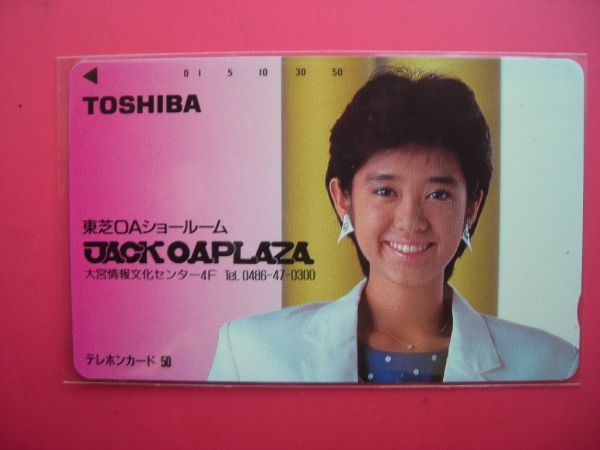 0 1 5 10 30 50
TOSHIBA
東芝OAショールーム
JACK OAPLAZA
大宮情報文化センター4F Tel. 0486-47-0300
テレホンカード 50